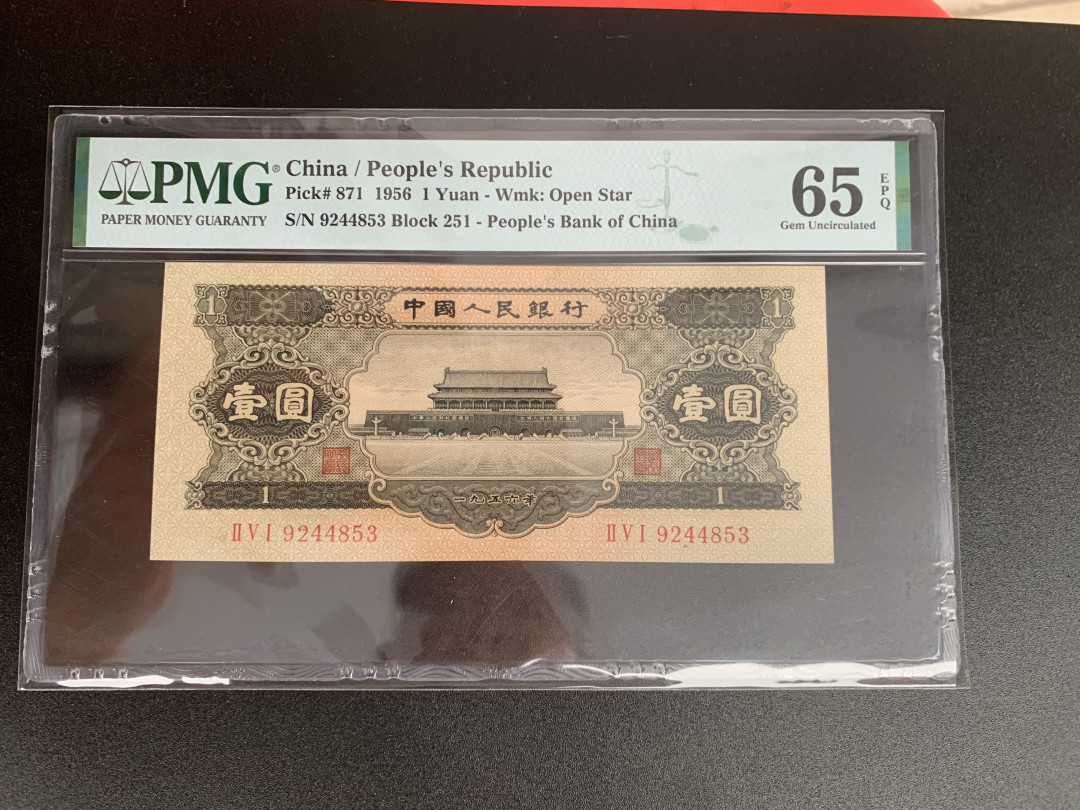 PMG®
PAPER MONEY GUARANTY
China / People's Republic
Pick# 871 1956 1 Yuan - Wmk: Open Star
S/N 9244853 Block 251 - People's Bank of China
65
EPQ
Gem Uncirculated
1 中國人民銀行 1
壹圓 壹圓
1 一九五六年 1
ⅡVⅠ 9244853 ⅡVⅠ 9244853